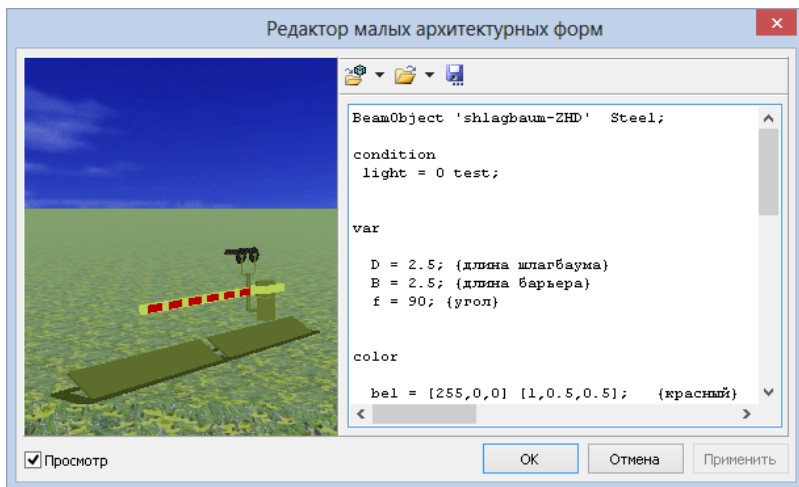 Редактор малых архитектурных форм
BeamObject 'shlagbaum-ZHD' Steel;
condition
light = 0 test;
var
D = 2.5; {длина шлагбаума}
B = 2.5; {длина барьера}
f = 90; {угол}
color
bel = [255,0,0] [1,0.5,0.5]; {красный}
Просмотр
OK
Отмена
Применить